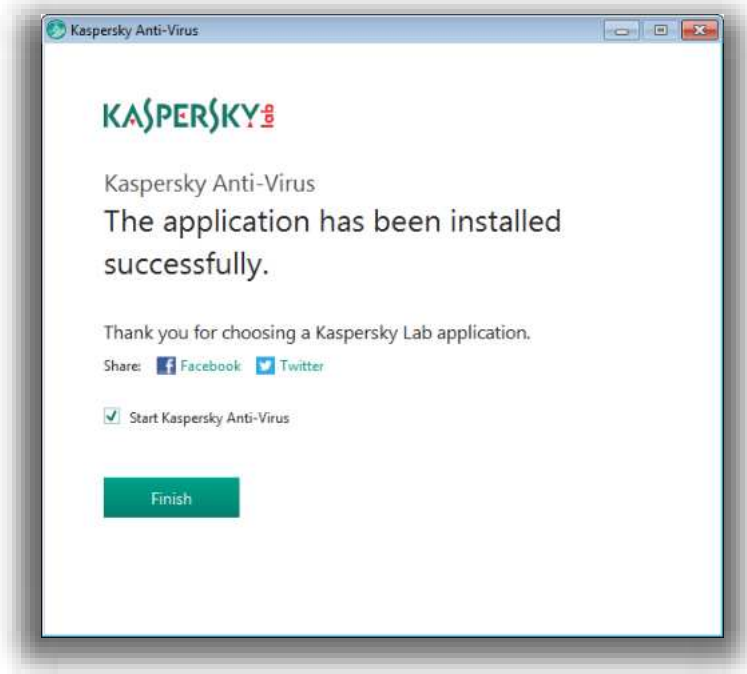 Kaspersky Anti-Virus
KASPERSKY lab
Kaspersky Anti-Virus
The application has been installed
successfully.
Thank you for choosing a Kaspersky Lab application.
Share: Facebook Twitter
Start Kaspersky Anti-Virus
Finish